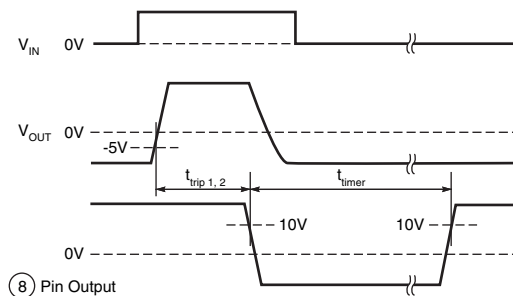 V_IN 0V
V_OUT 0V
-5V
t_trip 1, 2 t_timer
10V 10V
0V
8 Pin Output